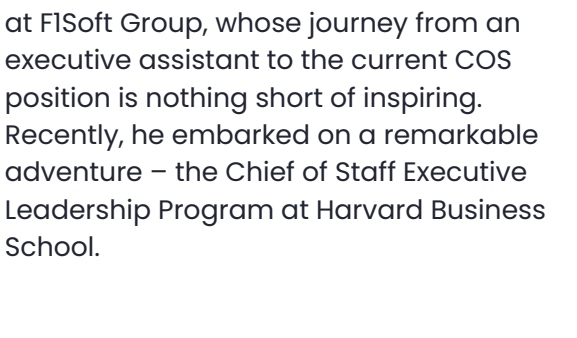 at F1Soft Group, whose journey from an
executive assistant to the current COS
position is nothing short of inspiring.
Recently, he embarked on a remarkable
adventure – the Chief of Staff Executive
Leadership Program at Harvard Business
School.